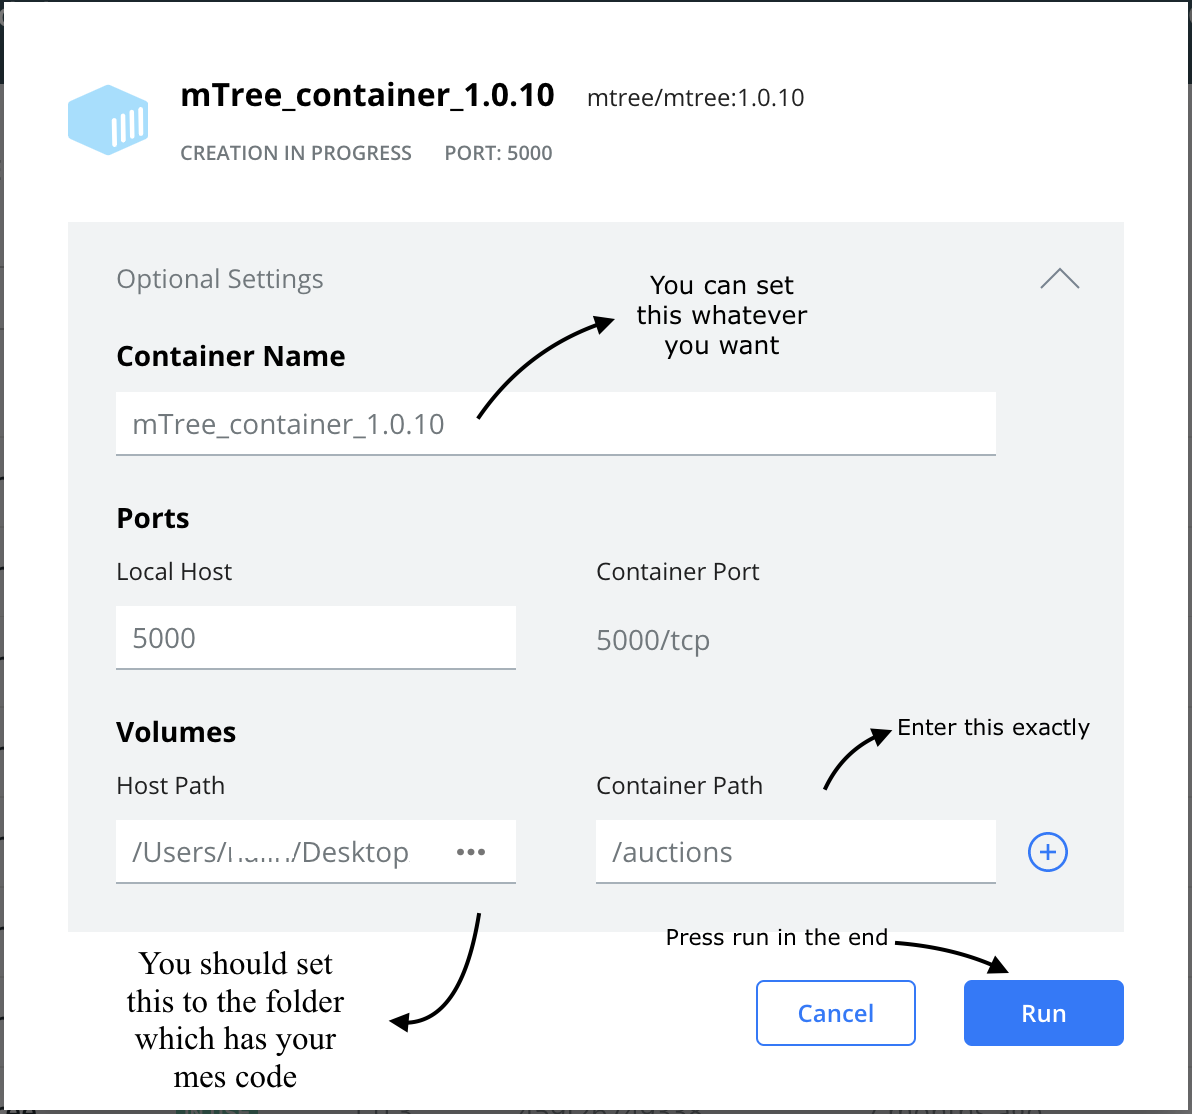 mTree_container_1.0.10 mtree/mtree:1.0.10
CREATION IN PROGRESS PORT: 5000
Optional Settings
You can set
this whatever
you want
Container Name
mTree_container_1.0.10
Ports
Local Host Container Port
5000 5000/tcp
Volumes
Enter this exactly
Host Path Container Path
/Users/ /Desktop ••• /auctions
Press run in the end
You should set
this to the folder
which has your
mes code
Cancel Run